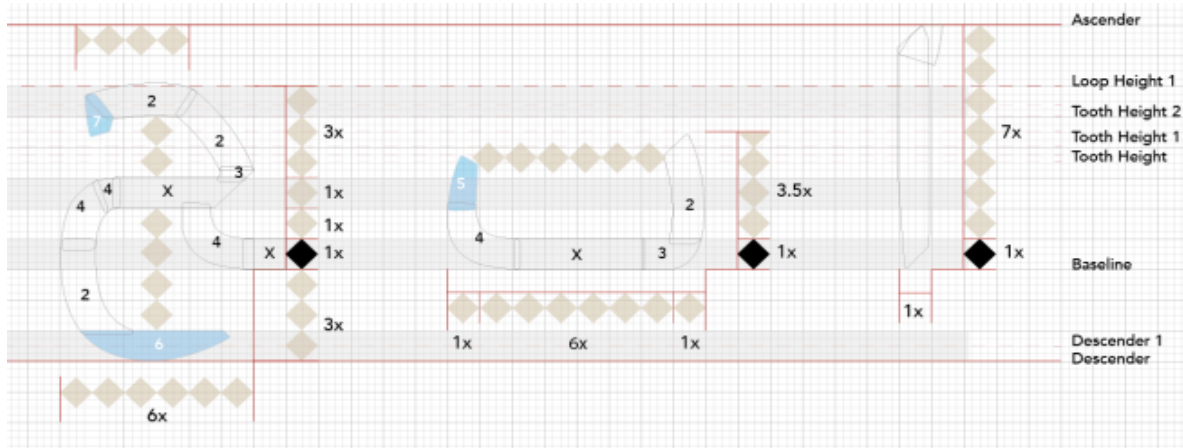 Ascender
Loop Height 1
2
7
Tooth Height 2
2
3x
7x
Tooth Height 1
Tooth Height
3
5
4
X
1x
3.5x
4
2
1x
4
4
X
1x
X
3
1x
1x
Baseline
2
1x
3x
6
1x
6x
1x
Descender 1
Descender
6x